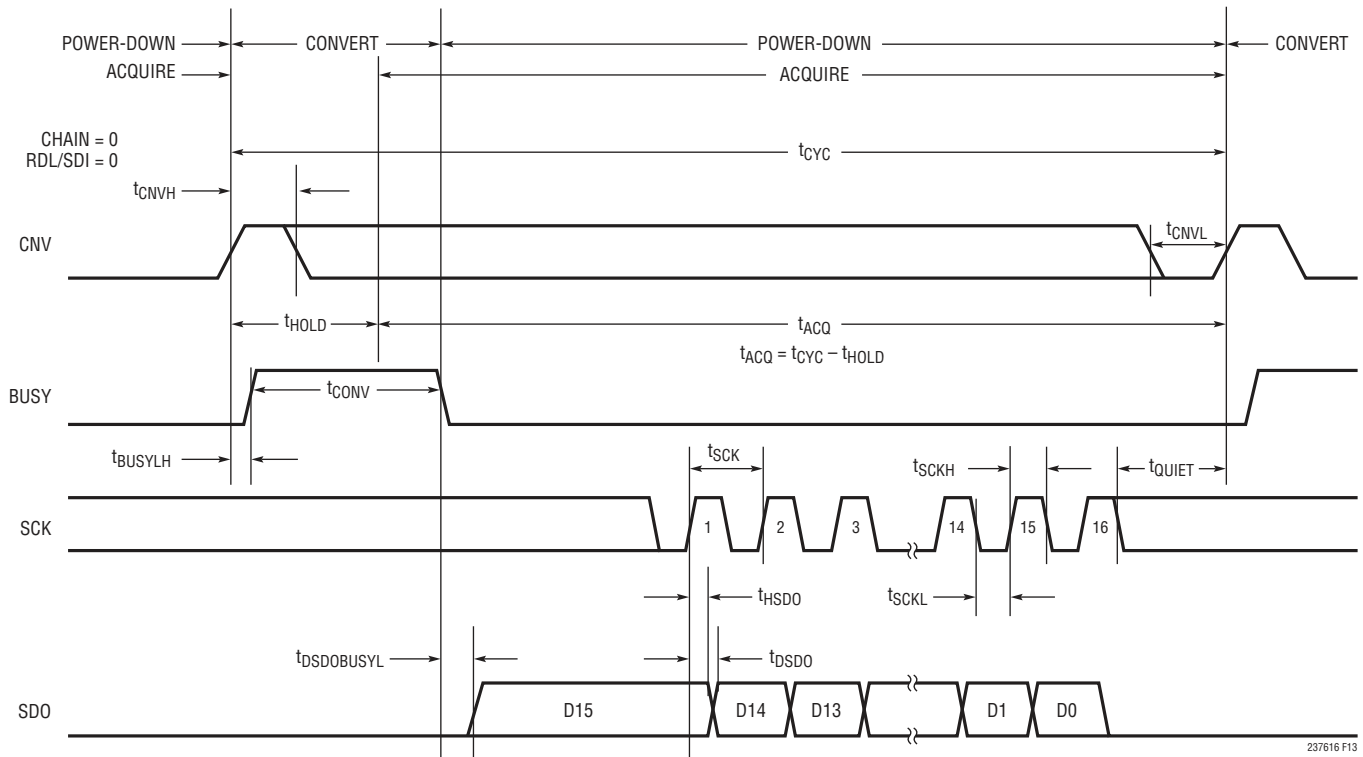 POWER-DOWN CONVERT POWER-DOWN CONVERT
ACQUIRE ACQUIRE
CHAIN = 0
RDL/SDI = 0
tCYC
tCNVH
CNV
tCNVL
tHOLD tACQ
tACQ = tCYC – tHOLD
BUSY
tCONV
tBUSYLH tSCK tSCKH tQUIET
SCK
1 2 3 14 15 16
tHSDO tSCKL
tDSDOBUSYL tDSDO
SDO
D15 D14 D13 D1 D0
237616 F13